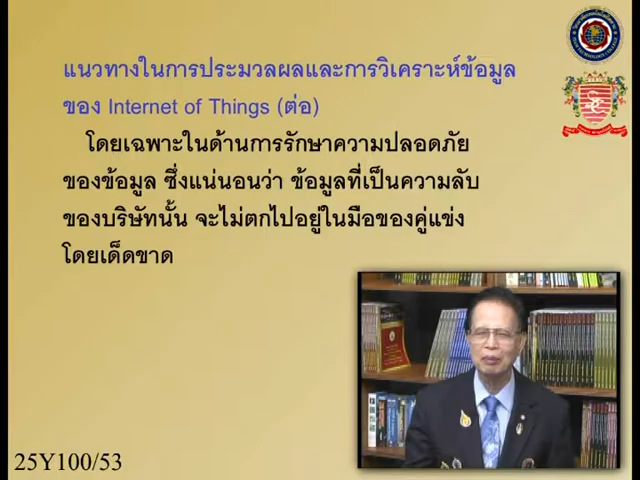 แนวทางในการประมวลผลและการวิเคราะห์ข้อมูล
ของ Internet of Things (ต่อ)
โดยเฉพาะในด้านการรักษาความปลอดภัย
ของข้อมูล ซึ่งแน่นอนว่า ข้อมูลที่เป็นความลับ
ของบริษัทนั้น จะไม่ตกไปอยู่ในมือของคู่แข่ง
โดยเด็ดขาด
25Y100/53